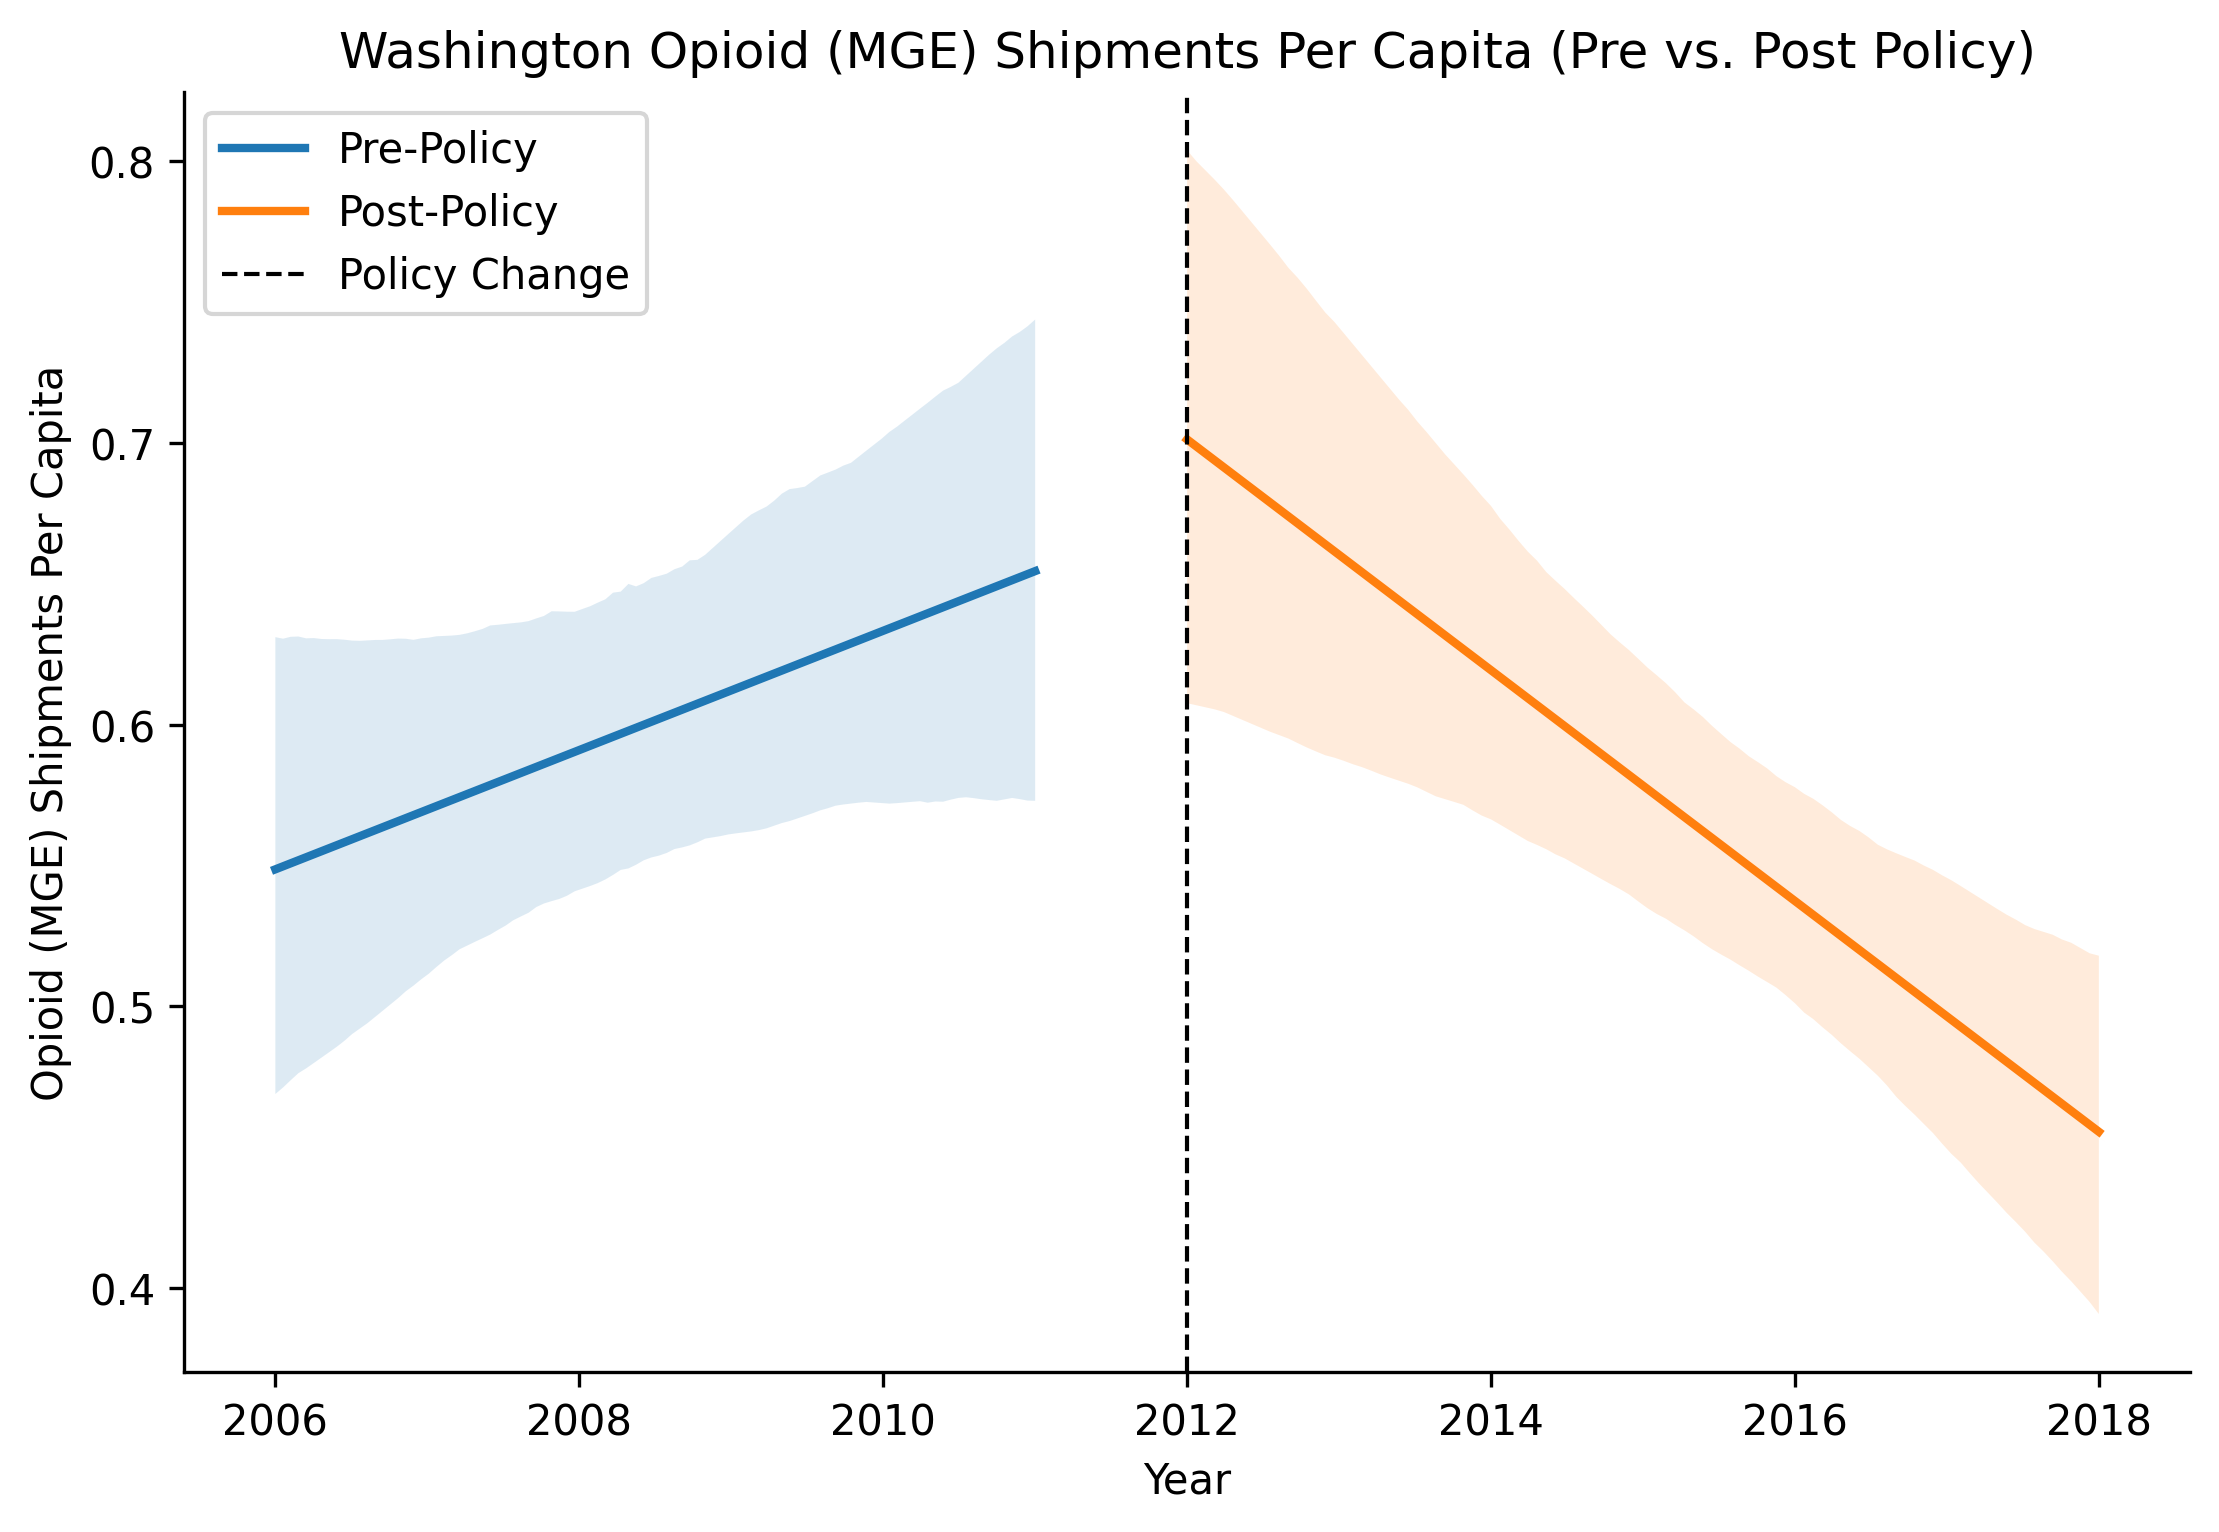 Washington Opioid (MGE) Shipments Per Capita (Pre vs. Post Policy)
Pre-Policy
Post-Policy
Policy Change
Opioid (MGE) Shipments Per Capita
0.8
0.7
0.6
0.5
0.4
2006 2008 2010 2012 2014 2016 2018
Year